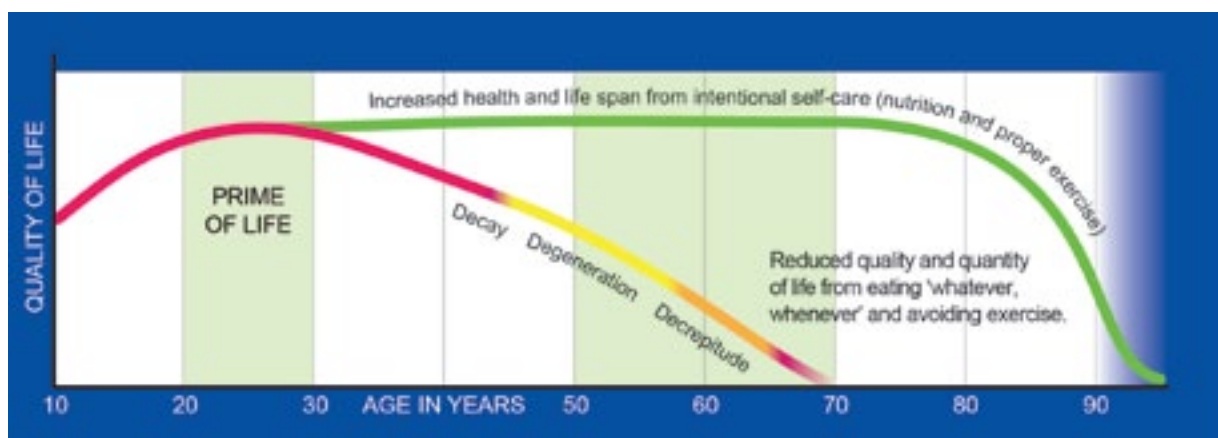 Increased health and life span from intentional self-care (nutrition and proper exercise)
QUALITY OF LIFE
PRIME
OF LIFE
Decay
Degeneration
Decrepitude
Reduced quality and quantity
of life from eating 'whatever,
whenever' and avoiding exercise.
10 20 30 AGE IN YEARS 50 60 70 80 90